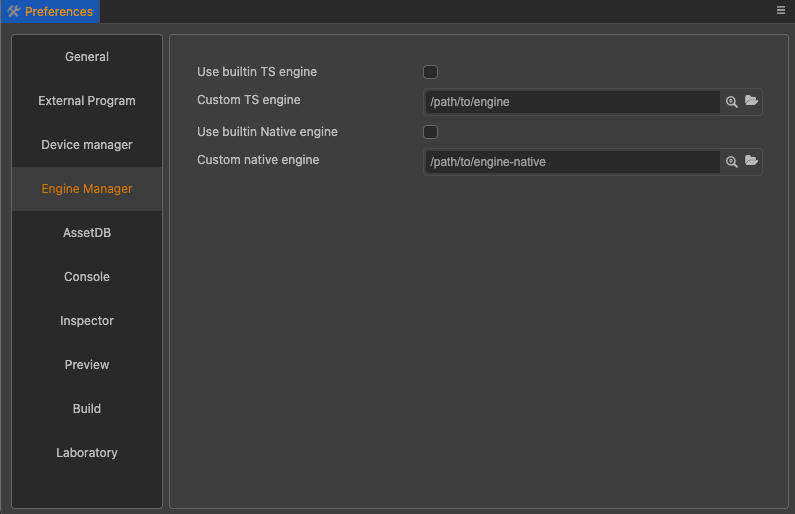 Preferences
General
External Program
Device manager
Engine Manager
AssetDB
Console
Inspector
Preview
Build
Laboratory
Use builtin TS engine
Custom TS engine /path/to/engine
Use builtin Native engine
Custom native engine /path/to/engine-native